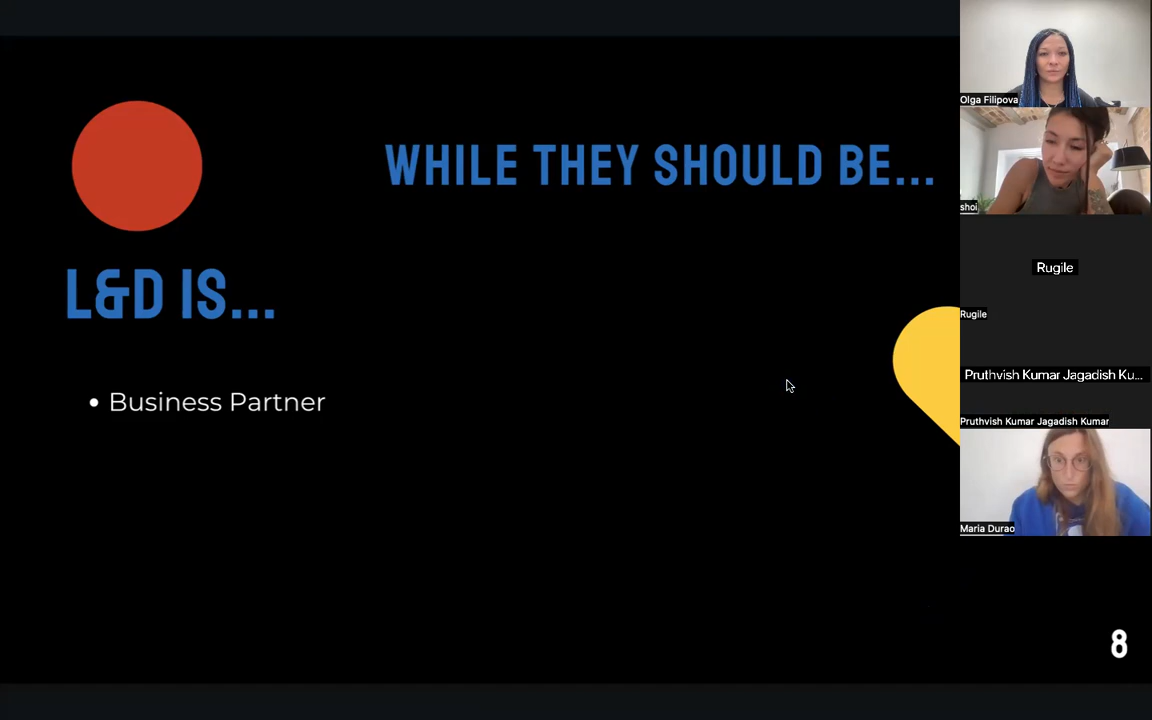 WHILE THEY SHOULD BE...
L&D IS...
• Business Partner
8
Olga Filipova
shoi
Rugile
Rugile
Pruthvish Kumar Jagadish Ku...
Pruthvish Kumar Jagadish Kumar
Maria Durao